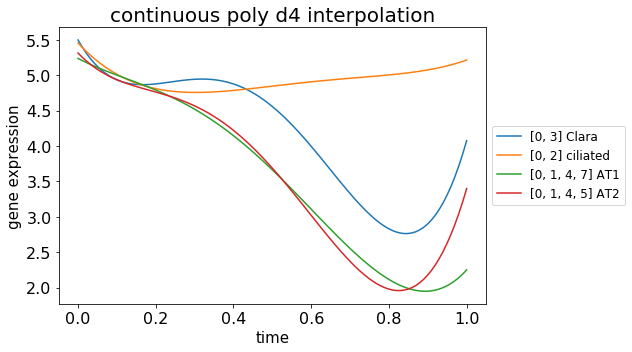 continuous poly d4 interpolation
gene expression
5.5
5.0
4.5
4.0
3.5
3.0
2.5
2.0
0.0 0.2 0.4 0.6 0.8 1.0
time
[0, 3] Clara
[0, 2] ciliated
[0, 1, 4, 7] AT1
[0, 1, 4, 5] AT2